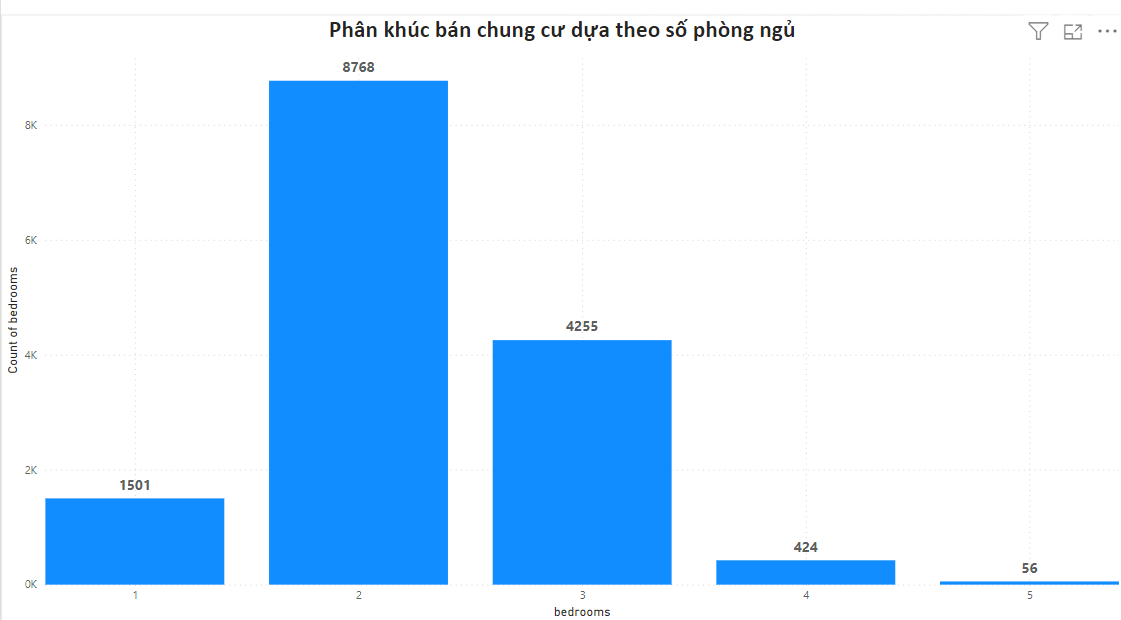 Phân khúc bán chung cư dựa theo số phòng ngủ
8768
8K
6K
Count of bedrooms
4255
4K
2K
1501
424
56
0K
1 2 3 4 5
bedrooms